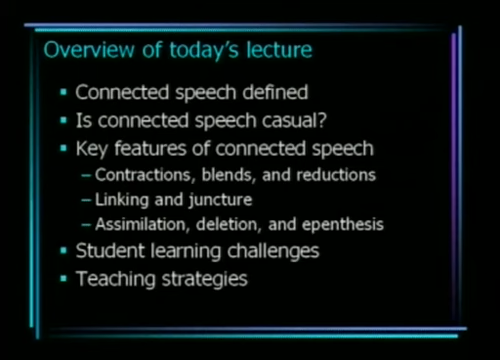 Overview of today's lecture
▪ Connected speech defined
▪ Is connected speech casual?
▪ Key features of connected speech
– Contractions, blends, and reductions
– Linking and juncture
– Assimilation, deletion, and epenthesis
▪ Student learning challenges
▪ Teaching strategies